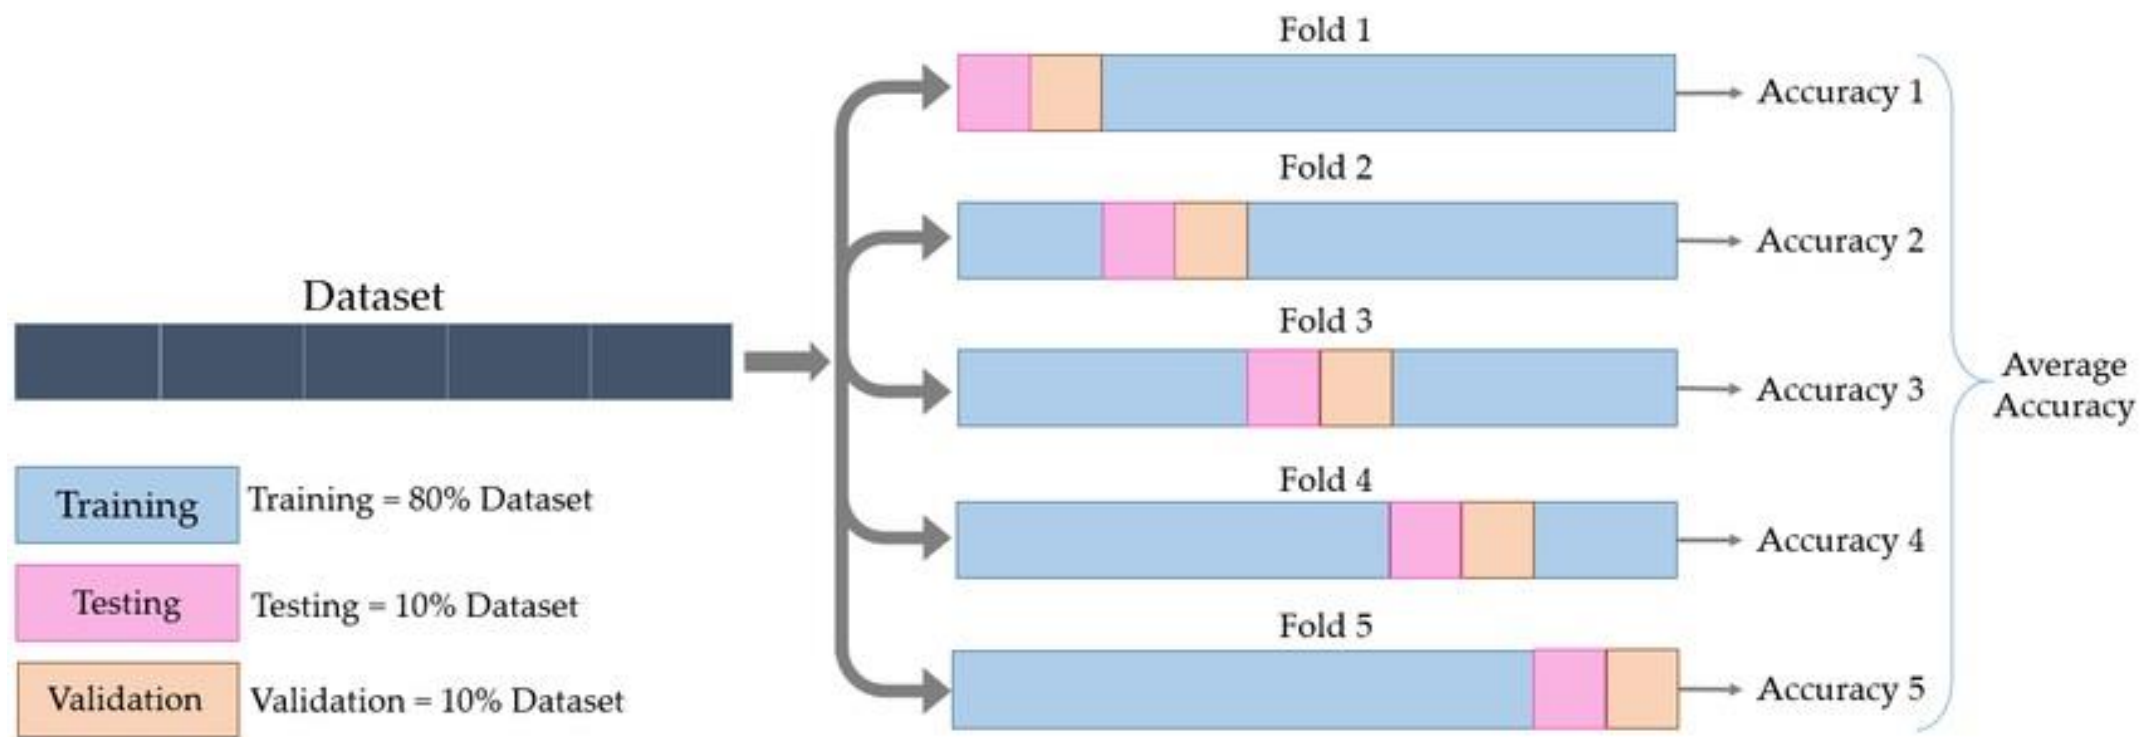 Dataset
Training
Training = 80% Dataset
Testing
Testing = 10% Dataset
Validation
Validation = 10% Dataset
Fold 1
Accuracy 1
Fold 2
Accuracy 2
Fold 3
Accuracy 3
Fold 4
Accuracy 4
Fold 5
Accuracy 5
Average
Accuracy